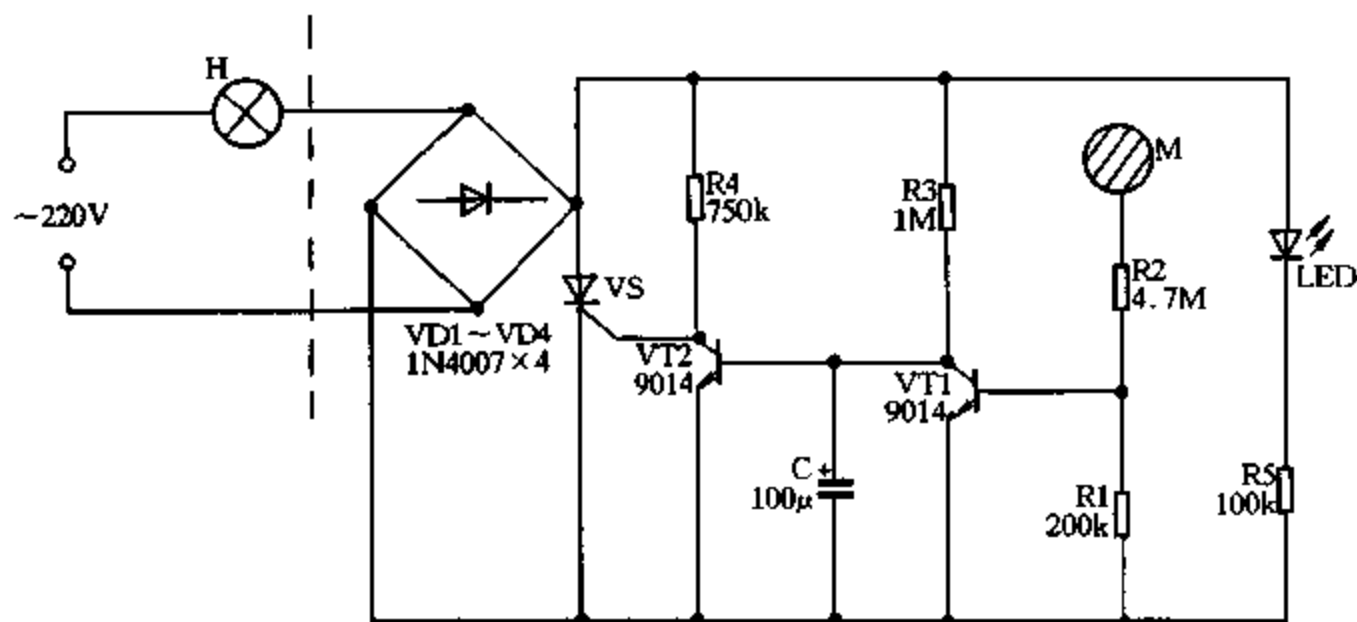 H
~220V
VD1~VD4
1N4007×4
VS
R4
750k
VT2
9014
C
+
100μ
R3
1M
VT1
9014
M
R2
4.7M
R1
200k
LED
R5
100k